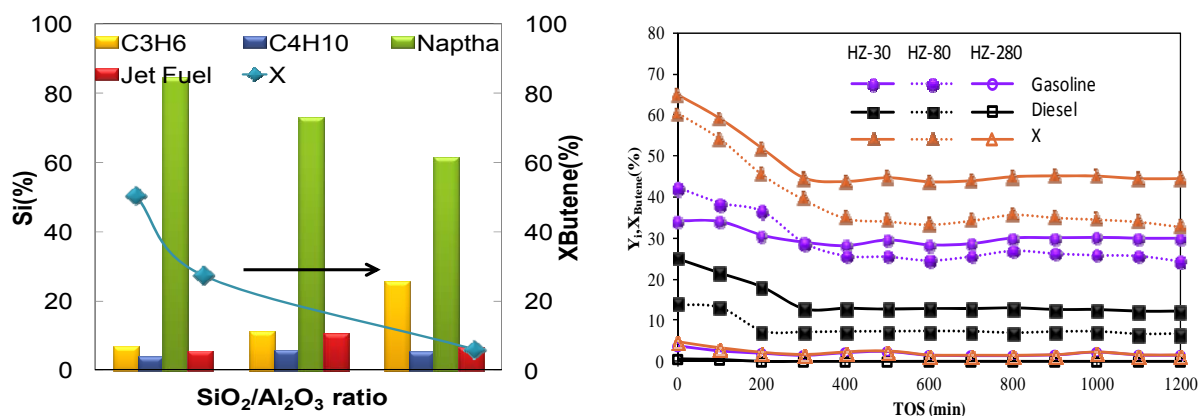 100
80
60
40
20
0
Si(%)
C3H6
C4H10
Naptha
Jet Fuel
X
100
80
60
40
20
0
XButene(%)
SiO2/Al2O3 ratio
80
70
60
50
40
30
20
10
0
Yi,XButene(%)
HZ-30 HZ-80 HZ-280
Gasoline
Diesel
X
0 200 400 600 800 1000 1200
TOS (min)